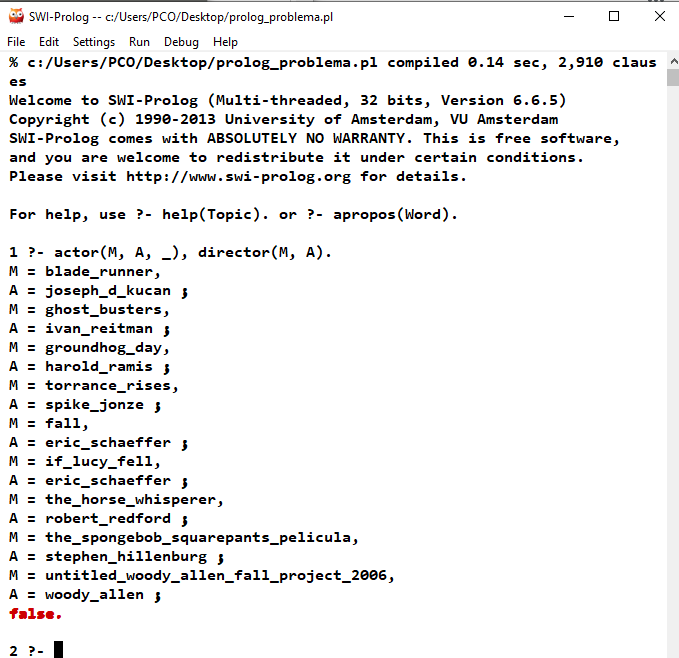 SWI-Prolog -- c:/Users/PCO/Desktop/prolog_problema.pl
File Edit Settings Run Debug Help
% c:/Users/PCO/Desktop/prolog_problema.pl compiled 0.14 sec, 2,910 claus
es
Welcome to SWI-Prolog (Multi-threaded, 32 bits, Version 6.6.5)
Copyright (c) 1990-2013 University of Amsterdam, VU Amsterdam
SWI-Prolog comes with ABSOLUTELY NO WARRANTY. This is free software,
and you are welcome to redistribute it under certain conditions.
Please visit http://www.swi-prolog.org for details.
For help, use ?- help(Topic). or ?- apropos(Word).
1 ?- actor(M, A, _), director(M, A).
M = blade_runner,
A = joseph_d_kucan ;
M = ghost_busters,
A = ivan_reitman ;
M = groundhog_day,
A = harold_ramis ;
M = torrance_rises,
A = spike_jonze ;
M = fall,
A = eric_schaeffer ;
M = if_lucy_fell,
A = eric_schaeffer ;
M = the_horse_whisperer,
A = robert_redford ;
M = the_spongebob_squarepants_pelicula,
A = stephen_hillenburg ;
M = untitled_woody_allen_fall_project_2006,
A = woody_allen ;
false.
2 ?-